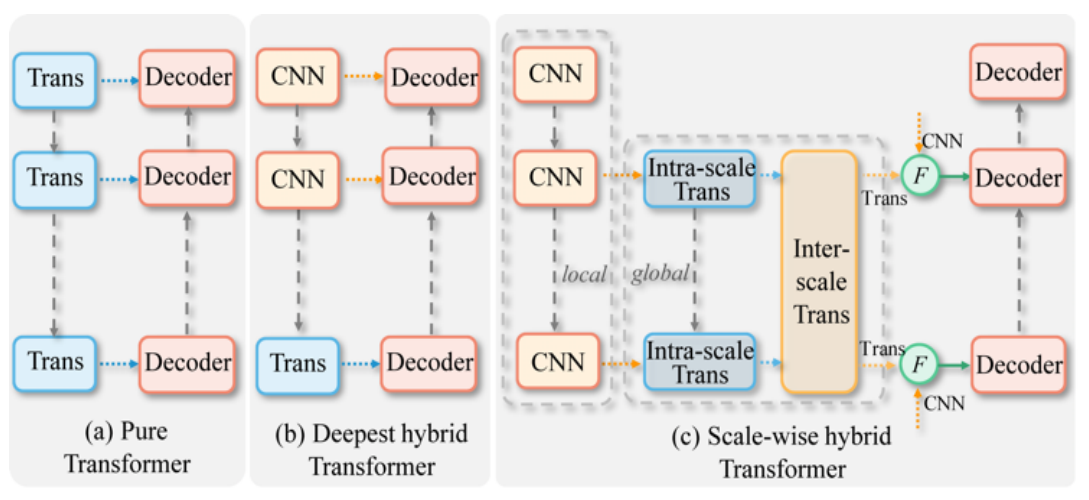 Trans
Decoder
Trans
Decoder
Trans
Decoder
(a) Pure
Transformer
CNN
Decoder
CNN
Decoder
Trans
Decoder
(b) Deepest hybrid
Transformer
CNN
CNN
CNN
local
global
Intra-scale
Trans
Intra-scale
Trans
Inter-
scale
Trans
Trans
CNN
F
Trans
F
CNN
Decoder
Decoder
Decoder
(c) Scale-wise hybrid
Transformer